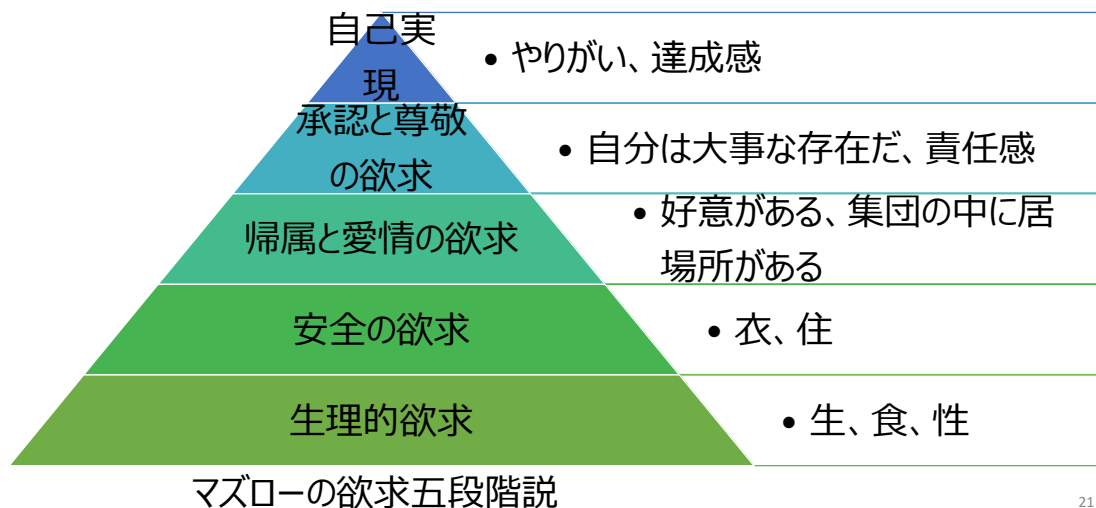 自己実
現
• やりがい、達成感
承認と尊敬
の欲求
• 自分は大事な存在だ、責任感
帰属と愛情の欲求
• 好意がある、集団の中に居
場所がある
安全の欲求
• 衣、住
生理的欲求
• 生、食、性
マズローの欲求五段階説
21